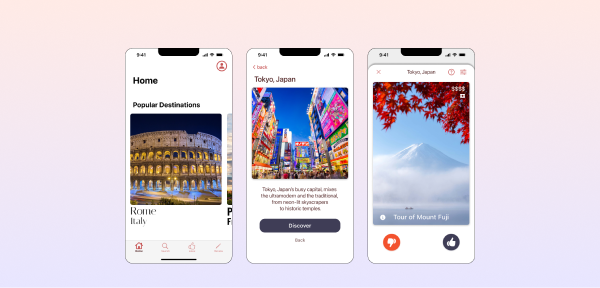 9:41
Home
Popular Destinations
Rome
Italy
9:41
back
Tokyo, Japan
Tokyo, Japan's busy capital, mixes
the ultramodern and the traditional,
from neon-lit skyscrapers
to historic temples.
Discover
Back
9:41
Tokyo, Japan
$$$$
Tour of Mount Fuji